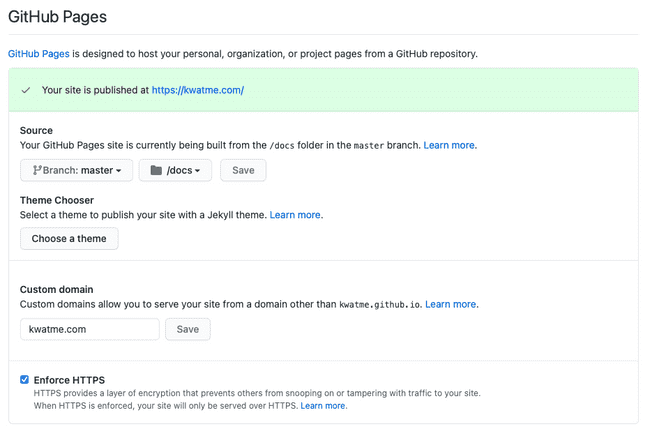 GitHub Pages
GitHub Pages is designed to host your personal, organization, or project pages from a GitHub repository.
Your site is published at https://kwatme.com/
Source
Your GitHub Pages site is currently being built from the /docs folder in the master branch. Learn more.
Branch: master /docs Save
Theme Chooser
Select a theme to publish your site with a Jekyll theme. Learn more.
Choose a theme
Custom domain
Custom domains allow you to serve your site from a domain other than kwatme.github.io. Learn more.
kwatme.com Save
Enforce HTTPS
HTTPS provides a layer of encryption that prevents others from snooping on or tampering with traffic to your site.
When HTTPS is enforced, your site will only be served over HTTPS. Learn more.